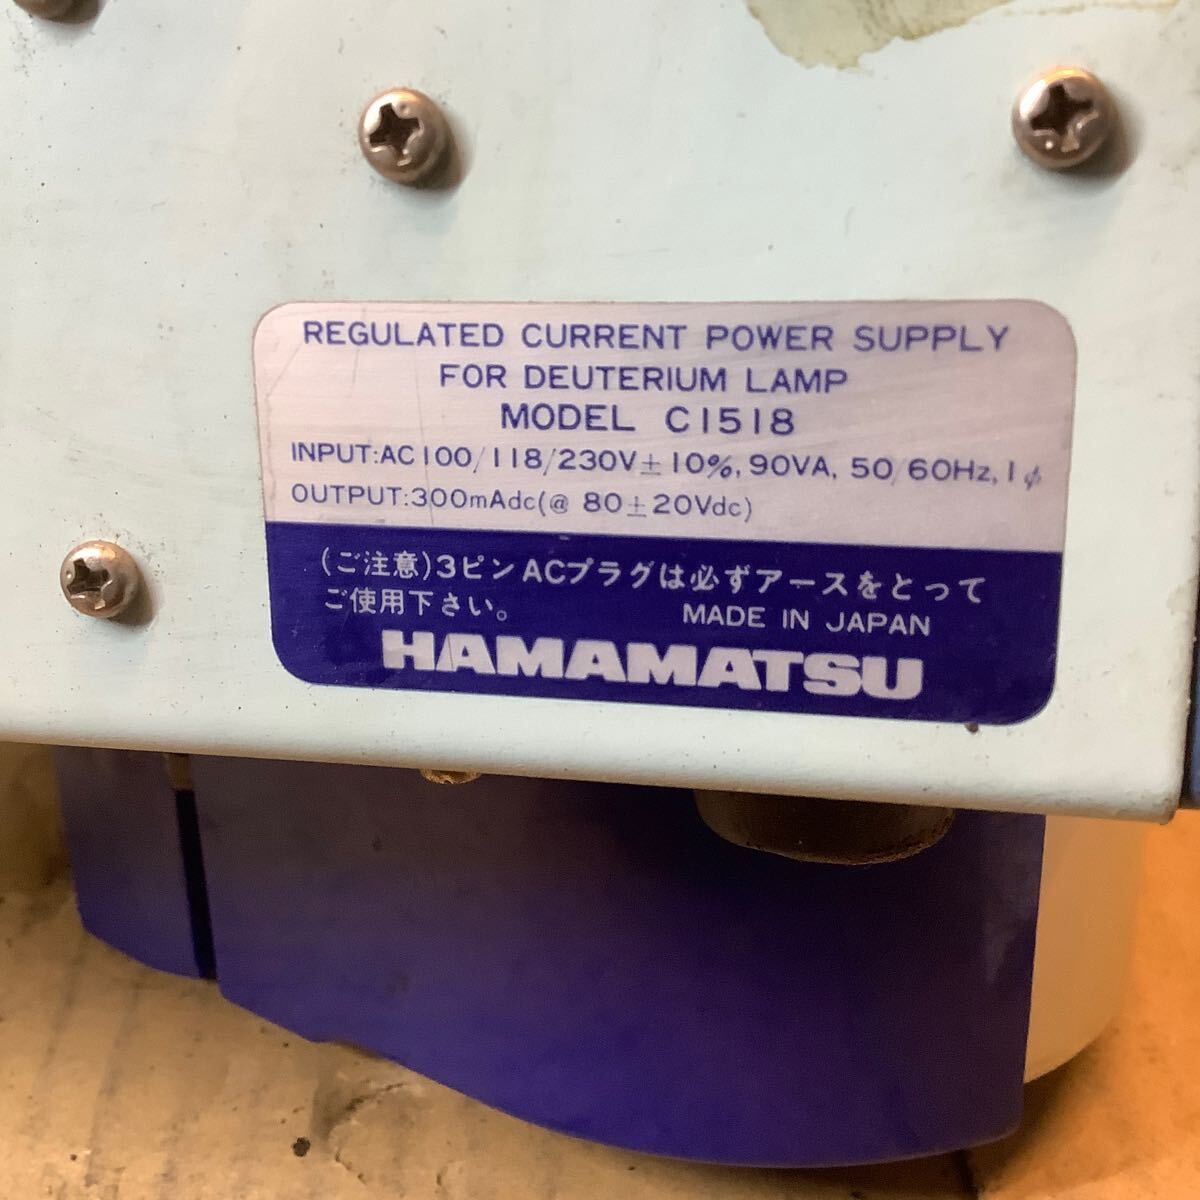 REGULATED CURRENT POWER SUPPLY
FOR DEUTERIUM LAMP
MODEL C1518
INPUT:AC100/118/230V±10%, 90VA, 50/60Hz, 1φ
OUTPUT:300mAdc(@ 80±20Vdc)
(ご注意)3ピンACプラグは必ずアースをとって
ご使用下さい。 MADE IN JAPAN
HAMAMATSU